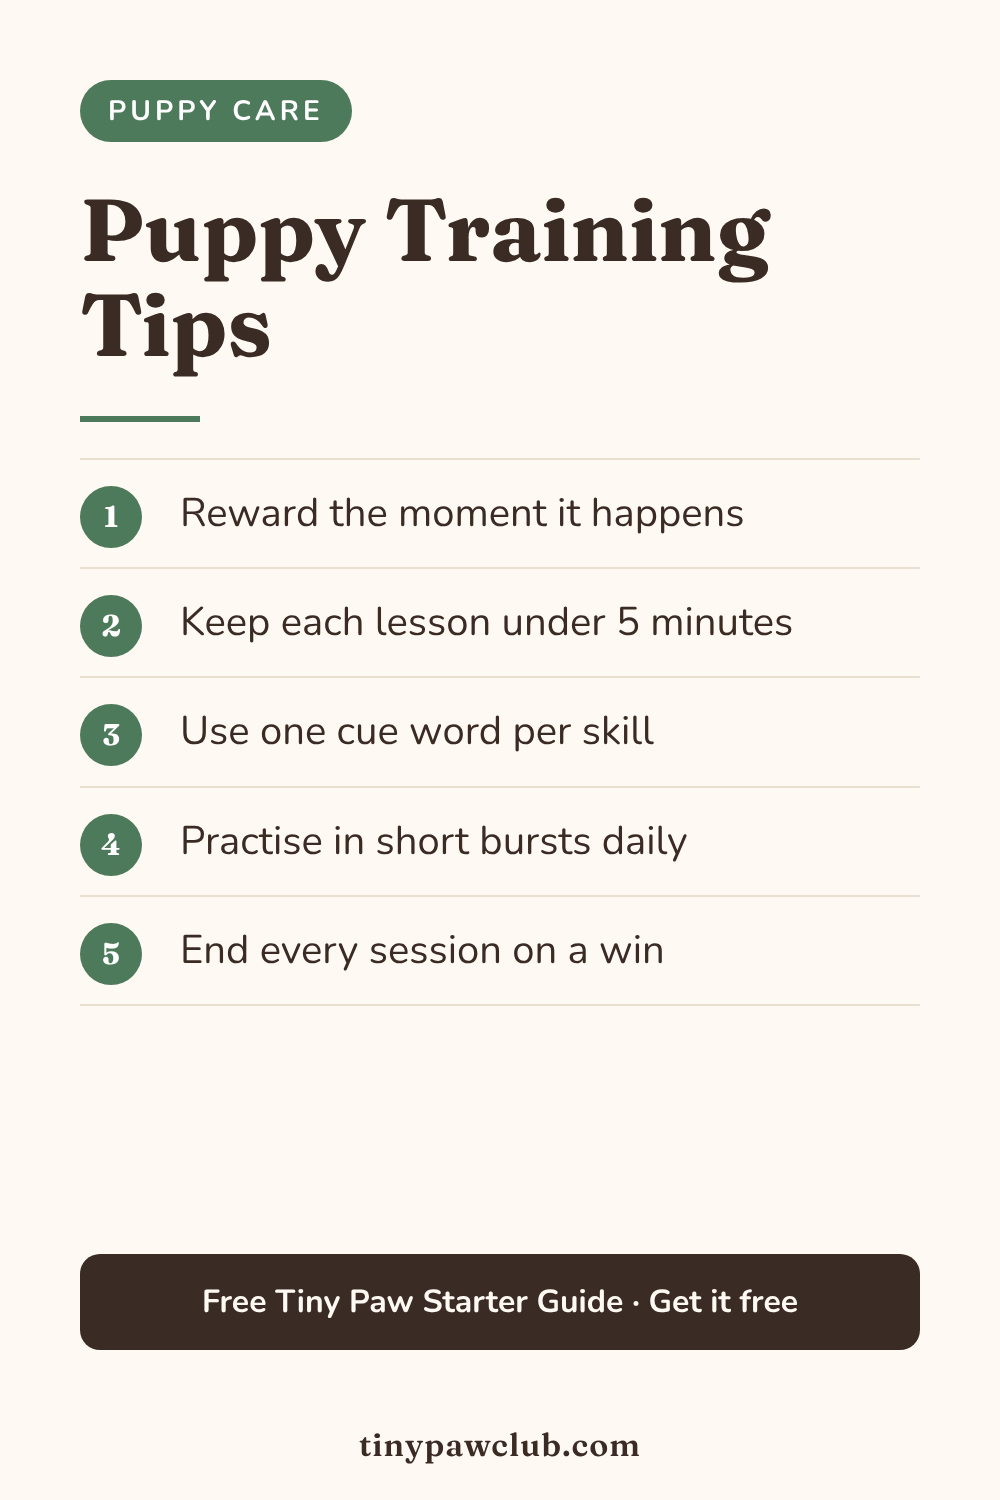 PUPPY CARE
Puppy Training
Tips
1 Reward the moment it happens
2 Keep each lesson under 5 minutes
3 Use one cue word per skill
4 Practise in short bursts daily
5 End every session on a win
Free Tiny Paw Starter Guide · Get it free
tinypawclub.com